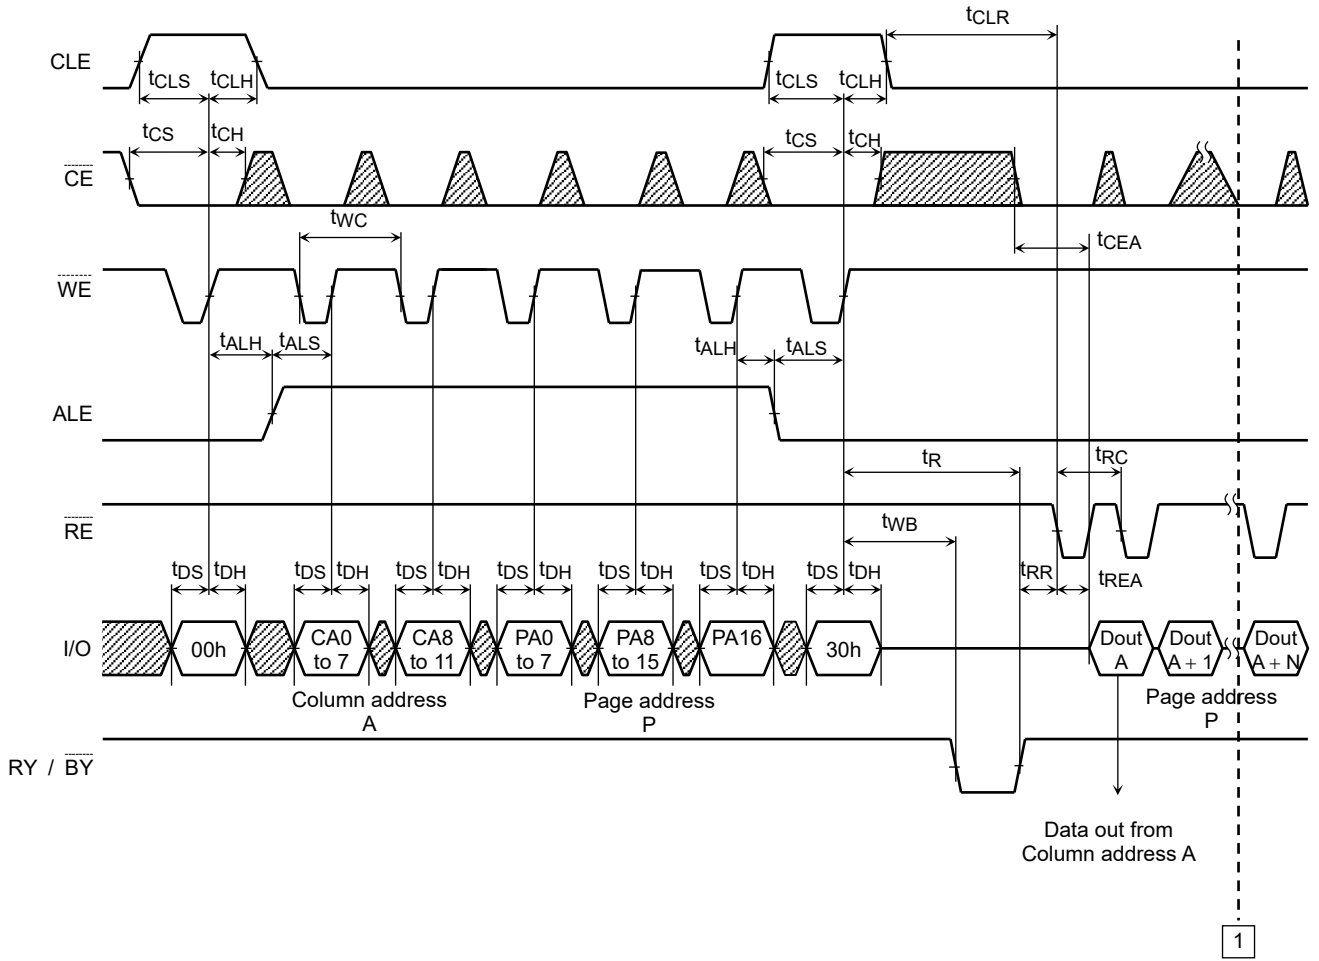 tCLR
CLE
tCLS tCLH tCLS tCLH
tCS tCH tCS tCH
CE
tWC
tCEA
WE
tALH tALS tALH tALS
ALE
tR tRC
RE
tWB
tDS tDH tDS tDH tDS tDH tDS tDH tDS tDH tDS tDH tDS tDH tRR tREA
I/O
00h
CA0 to 7
CA8 to 11
PA0 to 7
PA8 to 15
PA16
30h
Dout A
Dout A + 1
Dout A + N
Column address
A
Page address
P
Page address
P
RY / BY
Data out from
Column address A
1